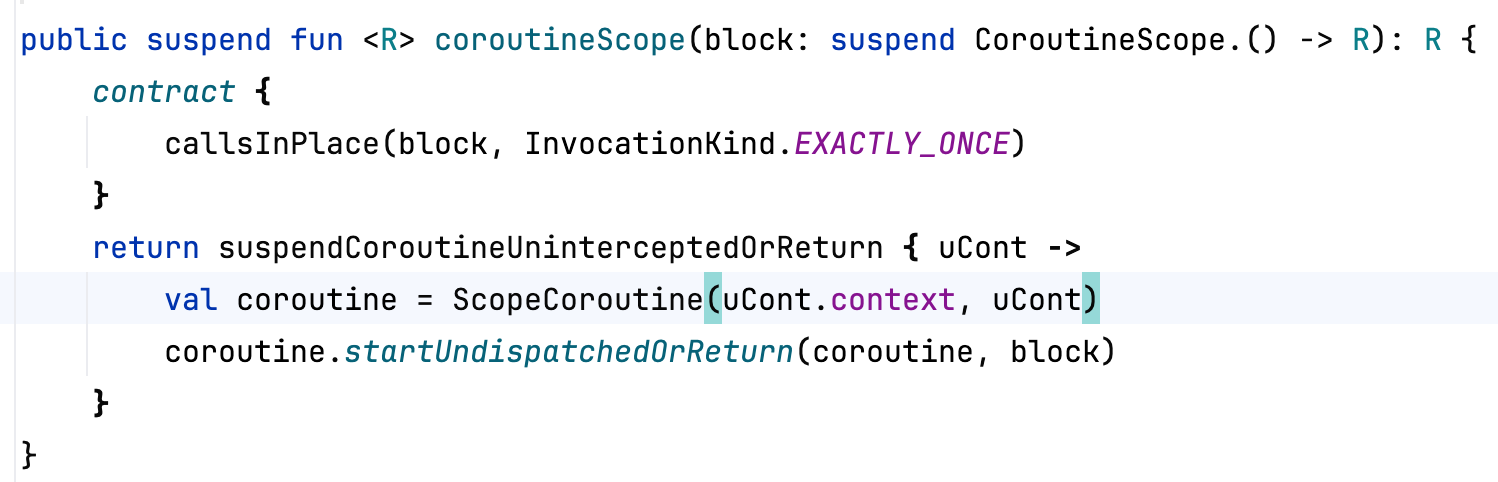 public suspend fun <R> coroutineScope(block: suspend CoroutineScope.() -> R): R {
    contract {
        callsInPlace(block, InvocationKind.EXACTLY_ONCE)
    }
    return suspendCoroutineUninterceptedOrReturn { uCont ->
        val coroutine = ScopeCoroutine(uCont.context, uCont)
        coroutine.startUndispatchedOrReturn(coroutine, block)
    }
}